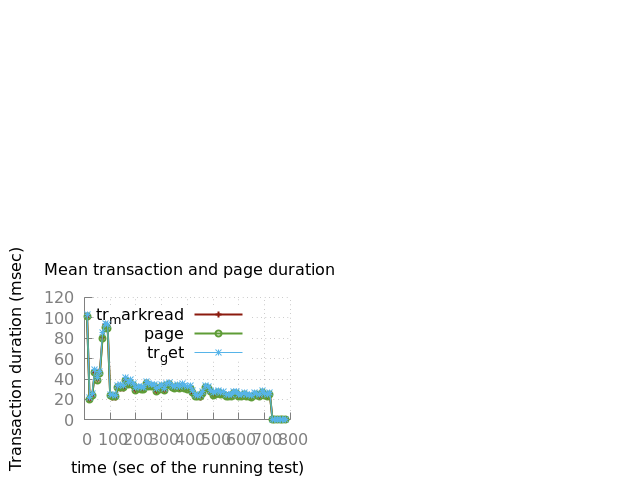 Mean transaction and page duration
Transaction duration (msec)
120
100
80
60
40
20
0
tr_markread
page
tr_get
0 100 200 300 400 500 600 700 800
time (sec of the running test)